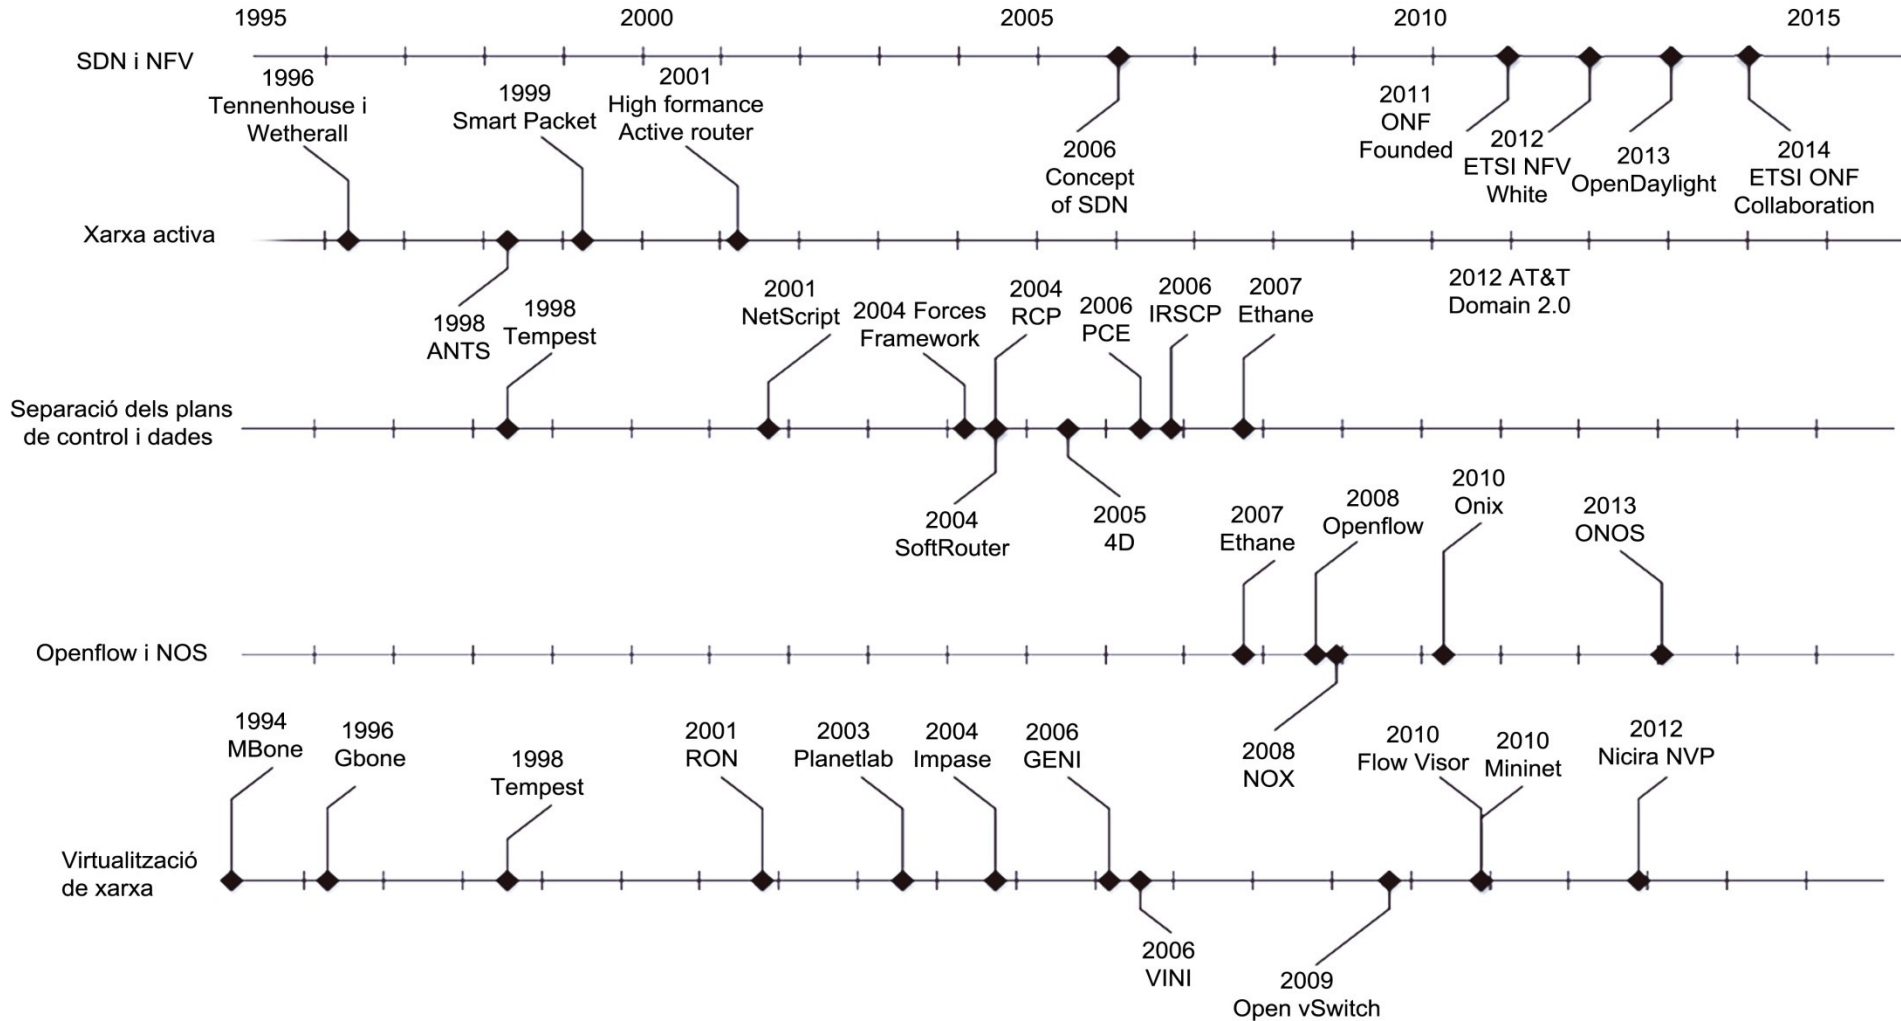 1995
2000
2005
2010
2015
SDN i NFV
1996
Tennenhouse i
Wetherall
1999
Smart Packet
2001
High formance
Active router
2006
Concept
of SDN
2011
ONF
Founded
2012
ETSI NFV
White
2013
OpenDaylight
2014
ETSI ONF
Collaboration
Xarxa activa
1998
ANTS
1998
Tempest
2001
NetScript
2004 Forces
Framework
2004
RCP
2006
PCE
2006
IRSCP
2007
Ethane
2012 AT&T
Domain 2.0
Separació dels plans
de control i dades
2004
SoftRouter
2005
4D
2007
Ethane
2008
Openflow
2010
Onix
2013
ONOS
Openflow i NOS
2008
NOX
1994
MBone
1996
Gbone
1998
Tempest
2001
RON
2003
Planetlab
2004
Impase
2006
GENI
2010
Flow Visor
2010
Mininet
2012
Nicira NVP
Virtualització
de xarxa
2006
VINI
2009
Open vSwitch